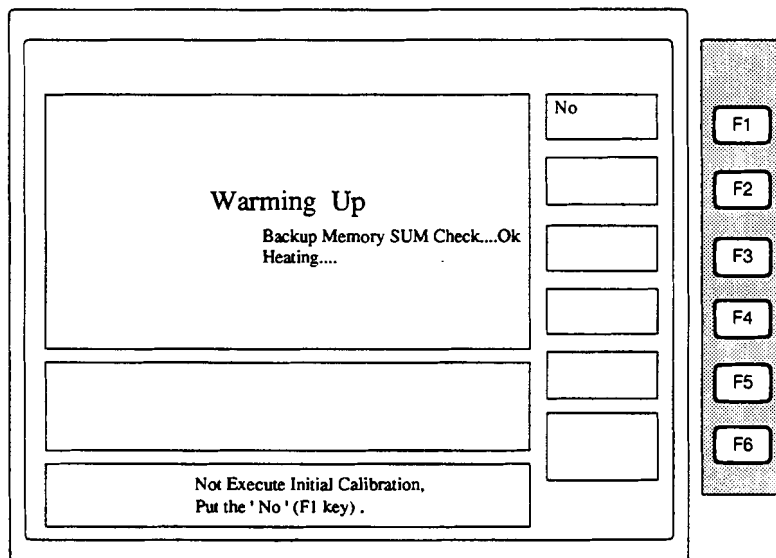 No
Warming Up
Backup Memory SUM Check....Ok
Heating....
Not Execute Initial Calibration,
Put the ' No ' (F1 key) .
F1
F2
F3
F4
F5
F6